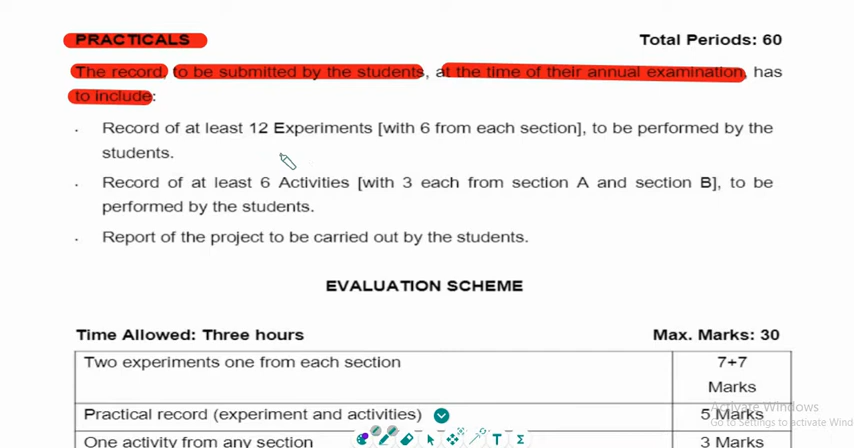 PRACTICALS Total Periods: 60
The record, to be submitted by the students, at the time of their annual examination, has
to include:
· Record of at least 12 Experiments [with 6 from each section], to be performed by the
students.
· Record of at least 6 Activities [with 3 each from section A and section B], to be
performed by the students.
· Report of the project to be carried out by the students.
EVALUATION SCHEME
Time Allowed: Three hours Max. Marks: 30
Two experiments one from each section 7+7
Marks
Practical record (experiment and activities) 5 Marks
One activity from any section 3 Marks
Activate Windows
Go to Settings to activate Wind